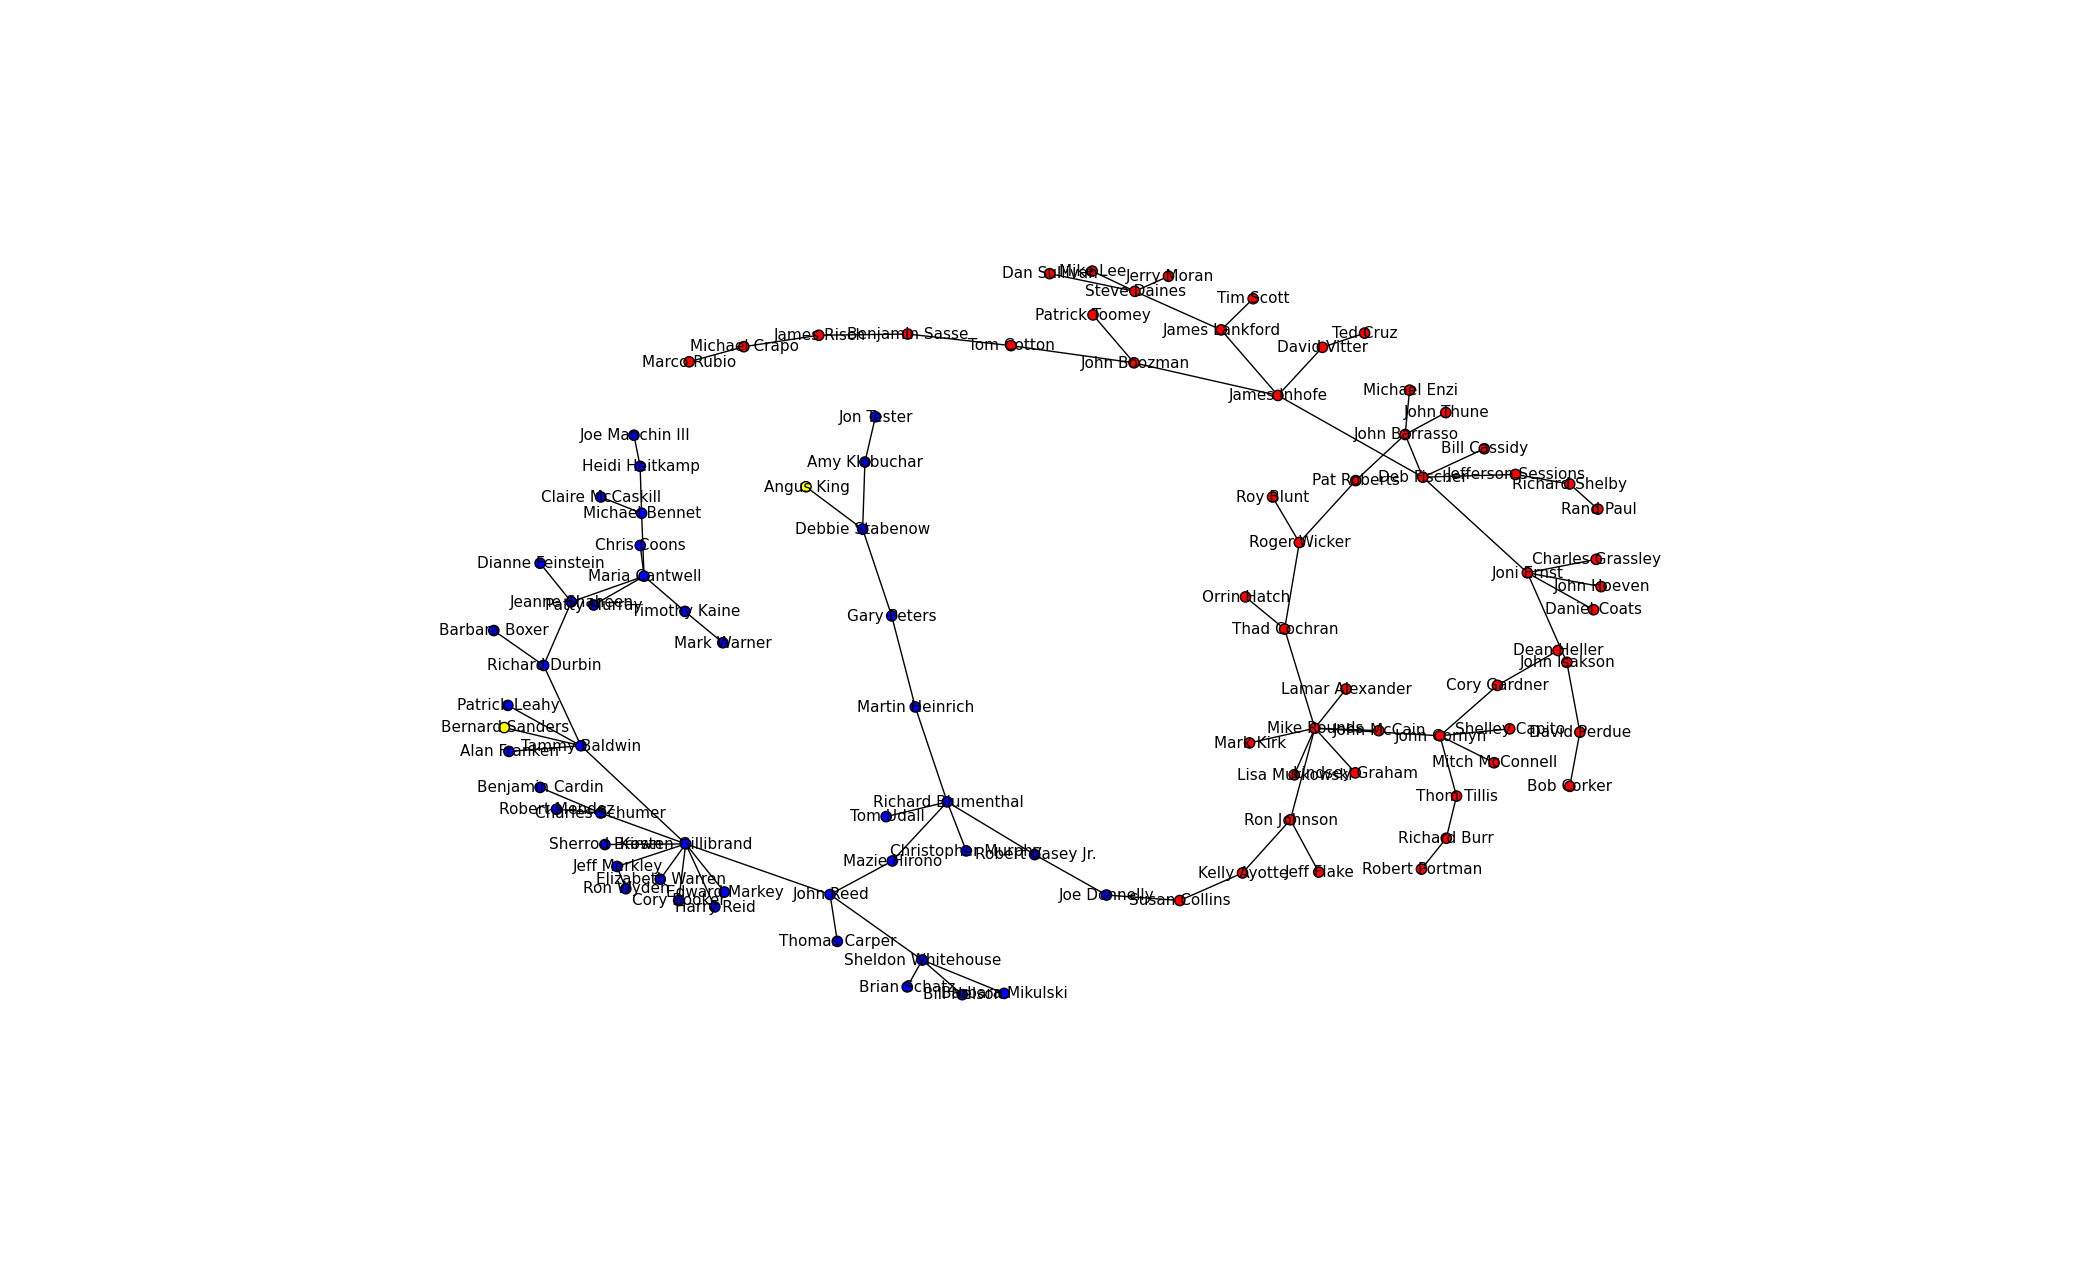 Dan Sullivan
Mike Lee
Jerry Moran
Steve Daines
Tim Scott
Patrick Toomey
James Lankford
Ted Cruz
James Risch
Benjamin Sasse
Michael Crapo
Tom Cotton
David Vitter
Marco Rubio
John Boozman
Michael Enzi
James Inhofe
John Thune
Jon Tester
Joe Manchin III
John Barrasso
Bill Cassidy
Amy Klobuchar
Heidi Heitkamp
Jefferson Sessions
Pat Roberts
Deb Fischer
Richard Shelby
Angus King
Claire McCaskill
Roy Blunt
Rand Paul
Michael Bennet
Debbie Stabenow
Roger Wicker
Chris Coons
Dianne Feinstein
Charles Grassley
Maria Cantwell
Joni Ernst
John Hoeven
Orrin Hatch
Jeanne Shaheen
Patty Murray
Timothy Kaine
Daniel Coats
Gary Peters
Barbara Boxer
Thad Cochran
Mark Warner
Dean Heller
John Isakson
Richard Durbin
Cory Gardner
Lamar Alexander
Patrick Leahy
Martin Heinrich
Bernard Sanders
Mike Rounds
John McCain
Shelley Capito
David Perdue
John Cornyn
Mark Kirk
Tammy Baldwin
Alan Franken
Mitch McConnell
Lisa Murkowski
Lindsey Graham
Benjamin Cardin
Bob Corker
Thom Tillis
Richard Blumenthal
Robert Mendez
Charles Schumer
Tom Udall
Ron Johnson
Richard Burr
Sherrod Brown
Kirsten Gillibrand
Christopher Murphy
Robert Casey Jr.
Mazie Hirono
Jeff Merkley
Robert Portman
Kelly Ayotte
Jeff Flake
Elizabeth Warren
Ron Wyden
Edward Markey
John Reed
Joe Donnelly
Susan Collins
Cory Booker
Harry Reid
Thomas Carper
Sheldon Whitehouse
Brian Schatz
Bill Nelson
Barbara Mikulski